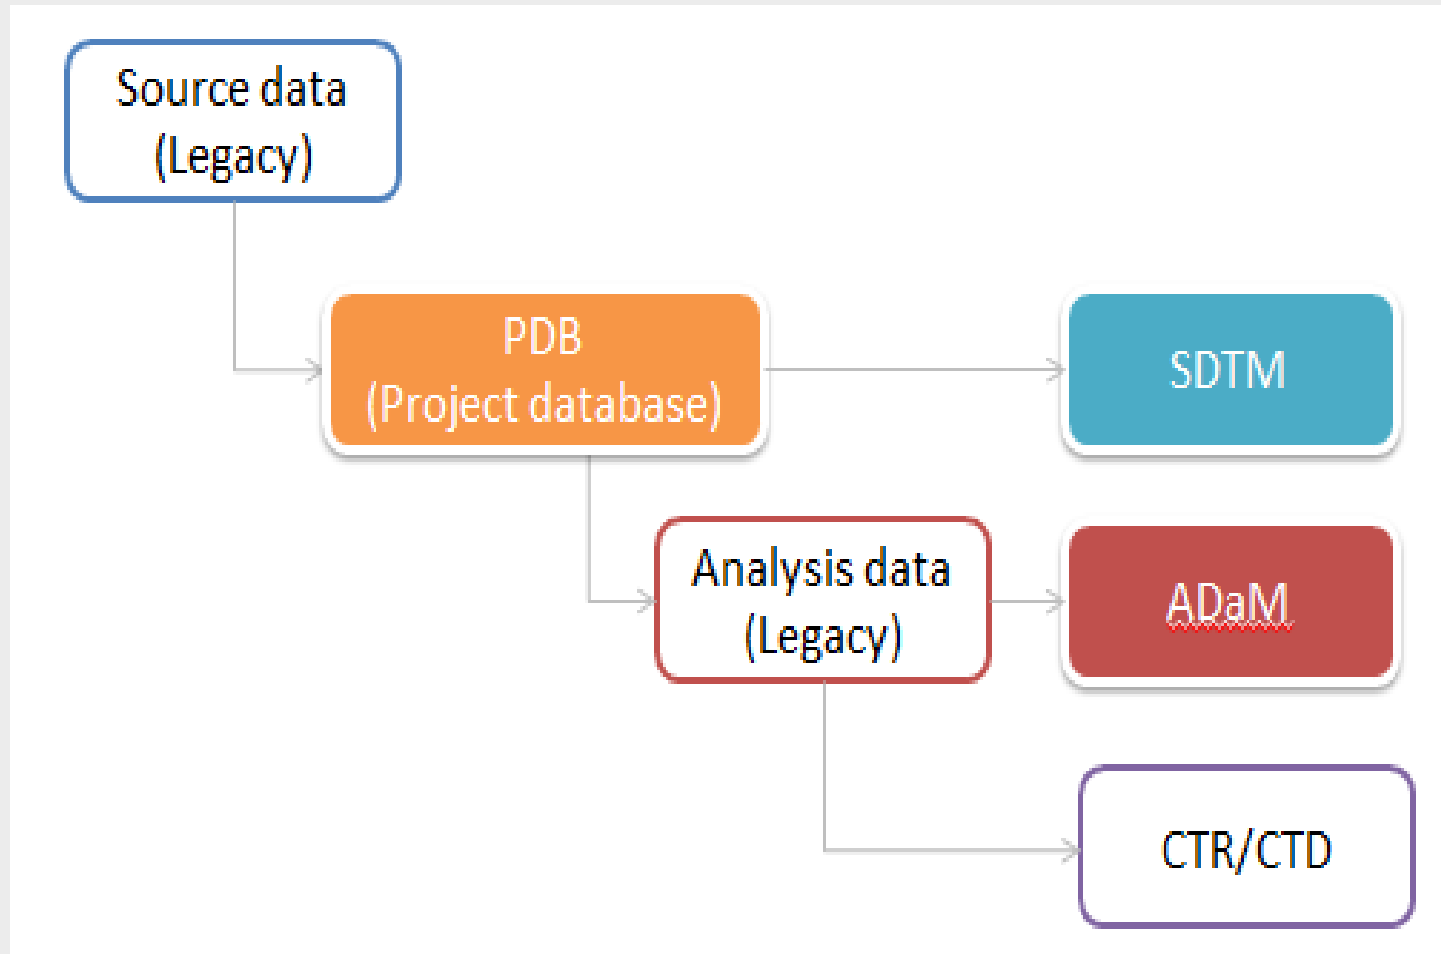 Source data
(Legacy)
PDB
(Project database)
SDTM
Analysis data
(Legacy)
ADaM
CTR/CTD